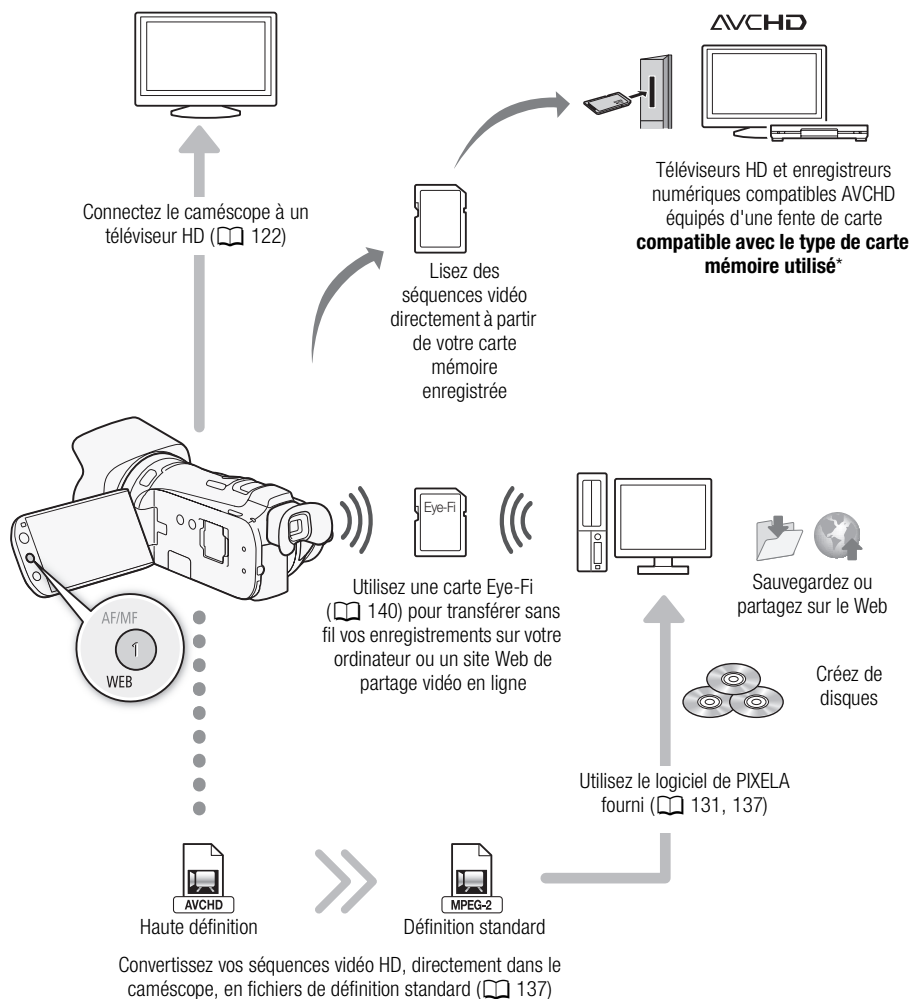 AVCHD
Téléviseurs HD et enregistreurs
numériques compatibles AVCHD
équipés d'une fente de carte
compatible avec le type de carte
mémoire utilisé*
Connectez le caméscope à un
téléviseur HD (122)
Lisez des
séquences vidéo
directement à partir
de votre carte
mémoire
enregistrée
Eye-Fi
Utilisez une carte Eye-Fi
(140) pour transférer sans
fil vos enregistrements sur votre
ordinateur ou un site Web de
partage vidéo en ligne
Sauvegardez ou
partagez sur le Web
Créez de
disques
AF/MF
1
WEB
Utilisez le logiciel de PIXELA
fourni (131, 137)
AVCHD
Haute définition
MPEG-2
Définition standard
Convertissez vos séquences vidéo HD, directement dans le
caméscope, en fichiers de définition standard (137)